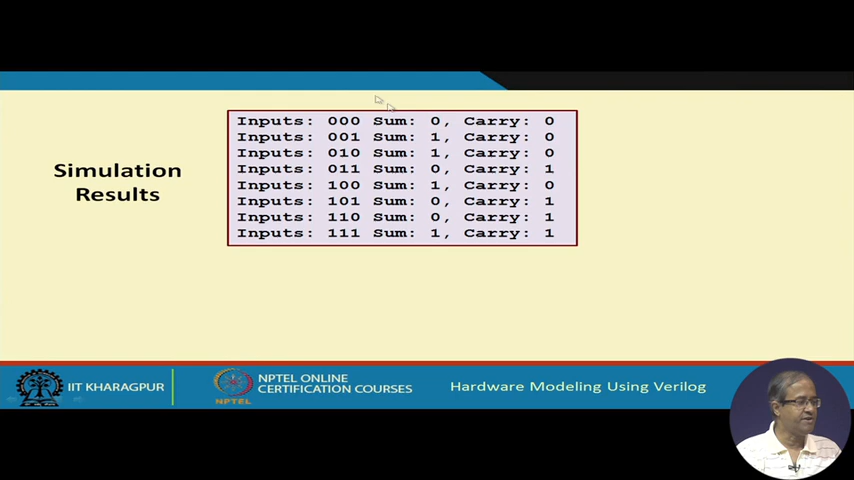 Simulation
Results
Inputs: 000 Sum: 0, Carry: 0
Inputs: 001 Sum: 1, Carry: 0
Inputs: 010 Sum: 1, Carry: 0
Inputs: 011 Sum: 0, Carry: 1
Inputs: 100 Sum: 1, Carry: 0
Inputs: 101 Sum: 0, Carry: 1
Inputs: 110 Sum: 0, Carry: 1
Inputs: 111 Sum: 1, Carry: 1
IIT KHARAGPUR
NPTEL
NPTEL ONLINE
CERTIFICATION COURSES
Hardware Modeling Using Verilog